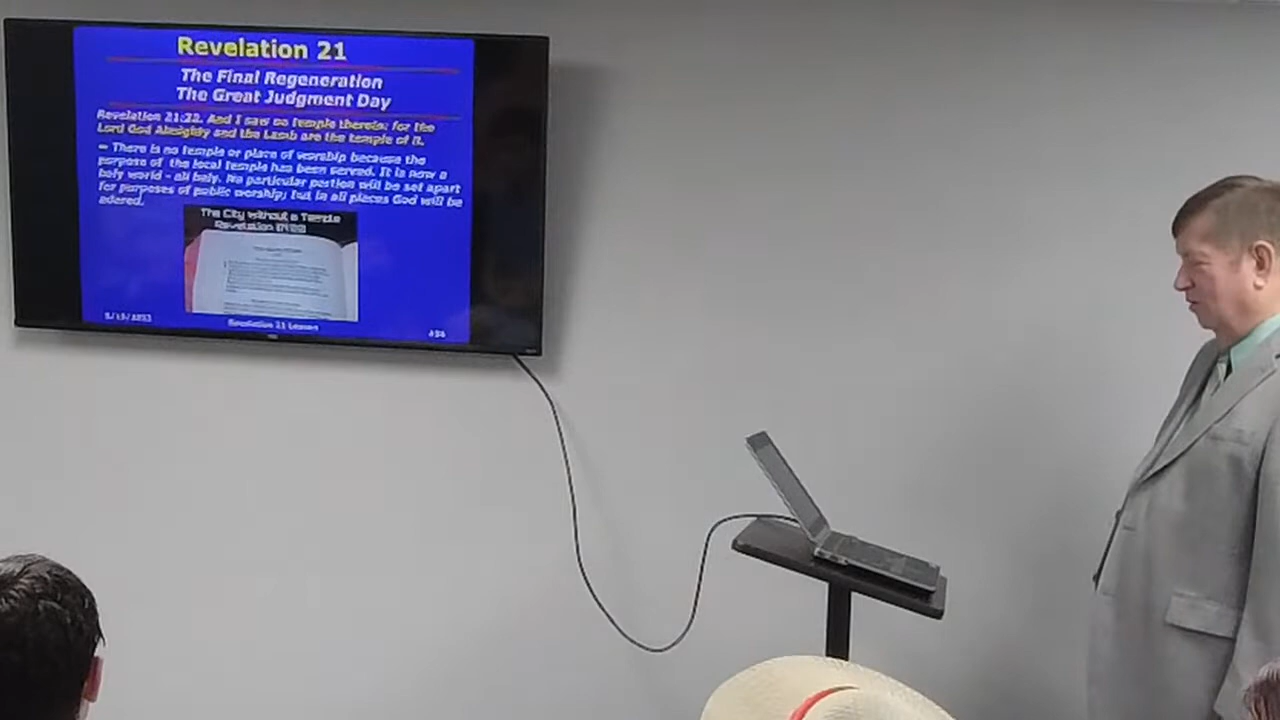 Revelation 21
The Final Regeneration
The Great Judgment Day
Revelation 21:22. And I saw no temple therein: for the
Lord God Almighty and the Lamb are the temple of it.
– There is no temple or place of worship because the
purpose of the local temple has been served. It is now a
holy world - all holy. No particular portion will be set apart
for purposes of public worship; but in all places God will be
adored.
The City without a Temple
Revelation 21:22
Revelation 21 Lesson